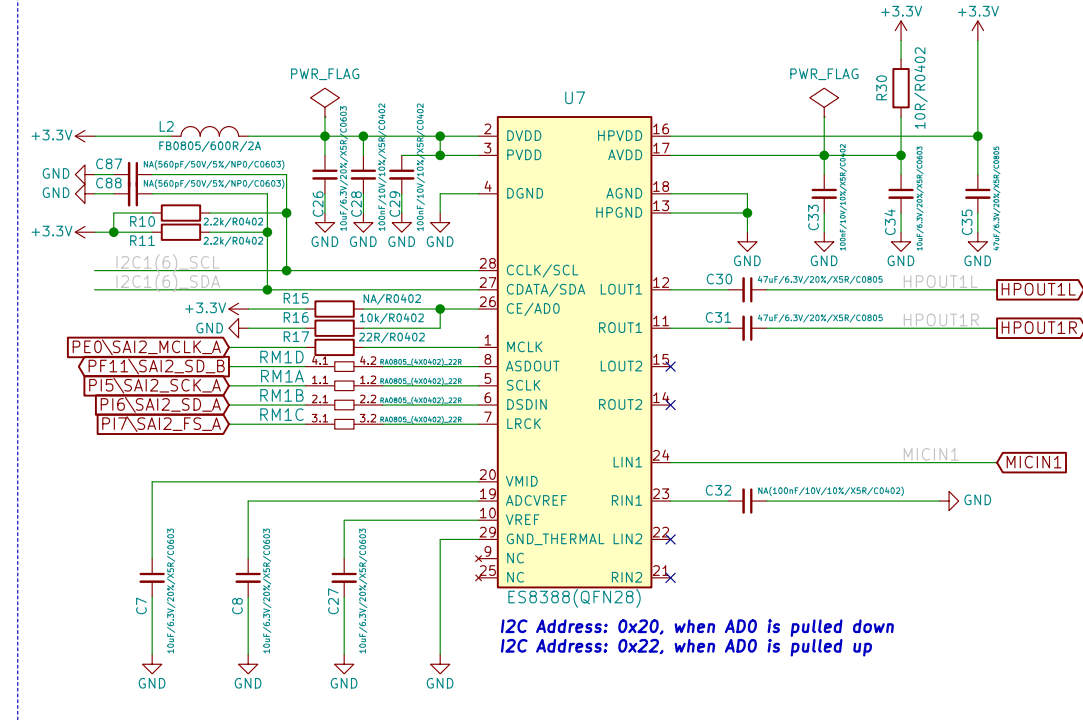 +3.3V
+3.3V
PWR_FLAG
PWR_FLAG
R30
10R/R0402
U7
+3.3V
L2
FB0805/600R/2A
2 DVDD
3 PVDD
4 DGND
HPVDD 16
AVDD 17
AGND 18
HPGND 13
C87
NA(560pF/50V/5%/NP0/C0603)
GND
C88
NA(560pF/50V/5%/NP0/C0603)
GND
C26
10uF/6.3V/20%/X5R/C0603
GND
C28
100nF/10V/10%/X5R/C0402
GND
C29
100nF/10V/10%/X5R/C0402
GND
GND
GND
C33
100nF/10V/10%/X5R/C0402
GND
C34
10uF/6.3V/20%/X5R/C0603
GND
C35
47uF/6.3V/20%/X5R/C0805
GND
R10
2.2k/R0402
+3.3V
R11
2.2k/R0402
I2C1(6)_SCL
28 CCLK/SCL
I2C1(6)_SDA
27 CDATA/SDA
LOUT1 12
C30
47uF/6.3V/20%/X5R/C0805
HPOUT1L
HPOUT1L
+3.3V
R15
NA/R0402
26 CE/AD0
GND
R16
10k/R0402
ROUT1 11
C31
47uF/6.3V/20%/X5R/C0805
HPOUT1R
HPOUT1R
R17
22R/R0402
PE0\SAI2_MCLK_A
1 MCLK
PF11\SAI2_SD_B
RM1D
4.1 4.2
RA0805_(4X0402)_22R
8 ASDOUT
LOUT2 15
PI5\SAI2_SCK_A
RM1A
1.1 1.2
RA0805_(4X0402)_22R
5 SCLK
PI6\SAI2_SD_A
RM1B
2.1 2.2
RA0805_(4X0402)_22R
6 DSDIN
ROUT2 14
PI7\SAI2_FS_A
RM1C
3.1 3.2
RA0805_(4X0402)_22R
7 LRCK
LIN1 24
MICIN1
MICIN1
20 VMID
19 ADCVREF
RIN1 23
C32
NA(100nF/10V/10%/X5R/C0402)
GND
10 VREF
29 GND_THERMAL
LIN2 22
9 NC
25 NC
RIN2 21
C7
10uF/6.3V/20%/X5R/C0603
GND
C8
10uF/6.3V/20%/X5R/C0603
GND
C27
10uF/6.3V/20%/X5R/C0603
GND
GND
ES8388(QFN28)
I2C Address: 0x20, when AD0 is pulled down
I2C Address: 0x22, when AD0 is pulled up